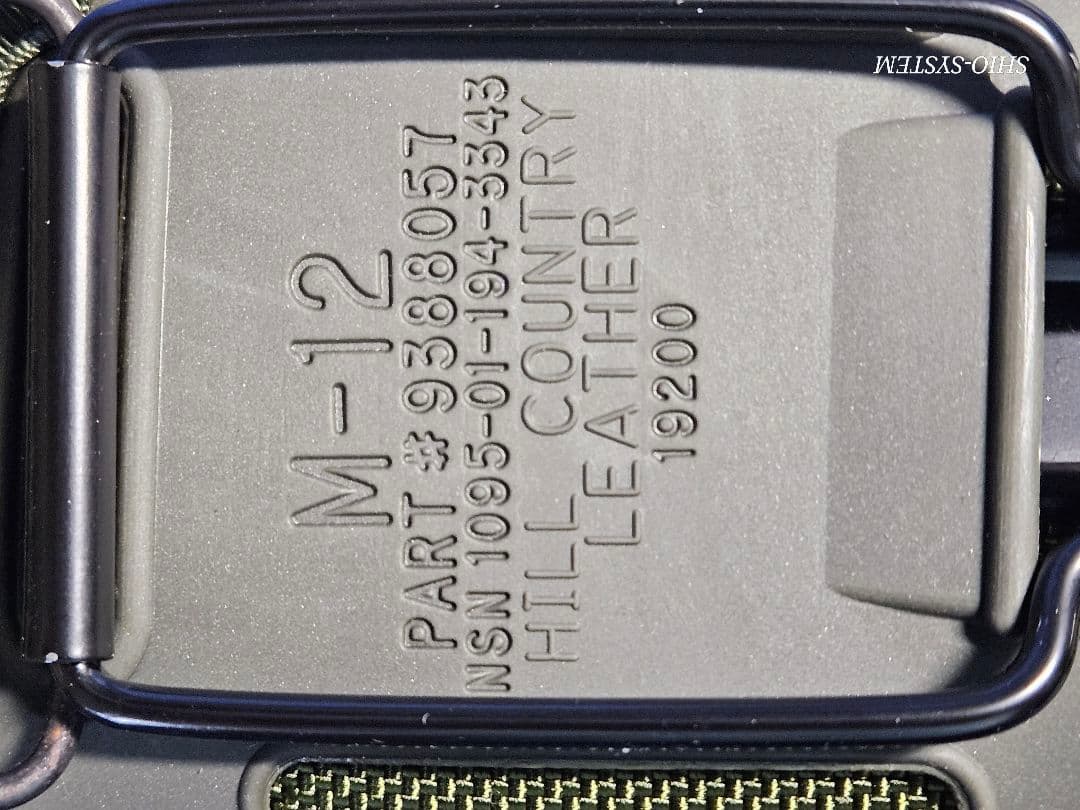 M-12
PART # 9388057
NSN 1095-01-194-3343
HILL COUNTRY
LEATHER
19200
SHIO-SYSTEM